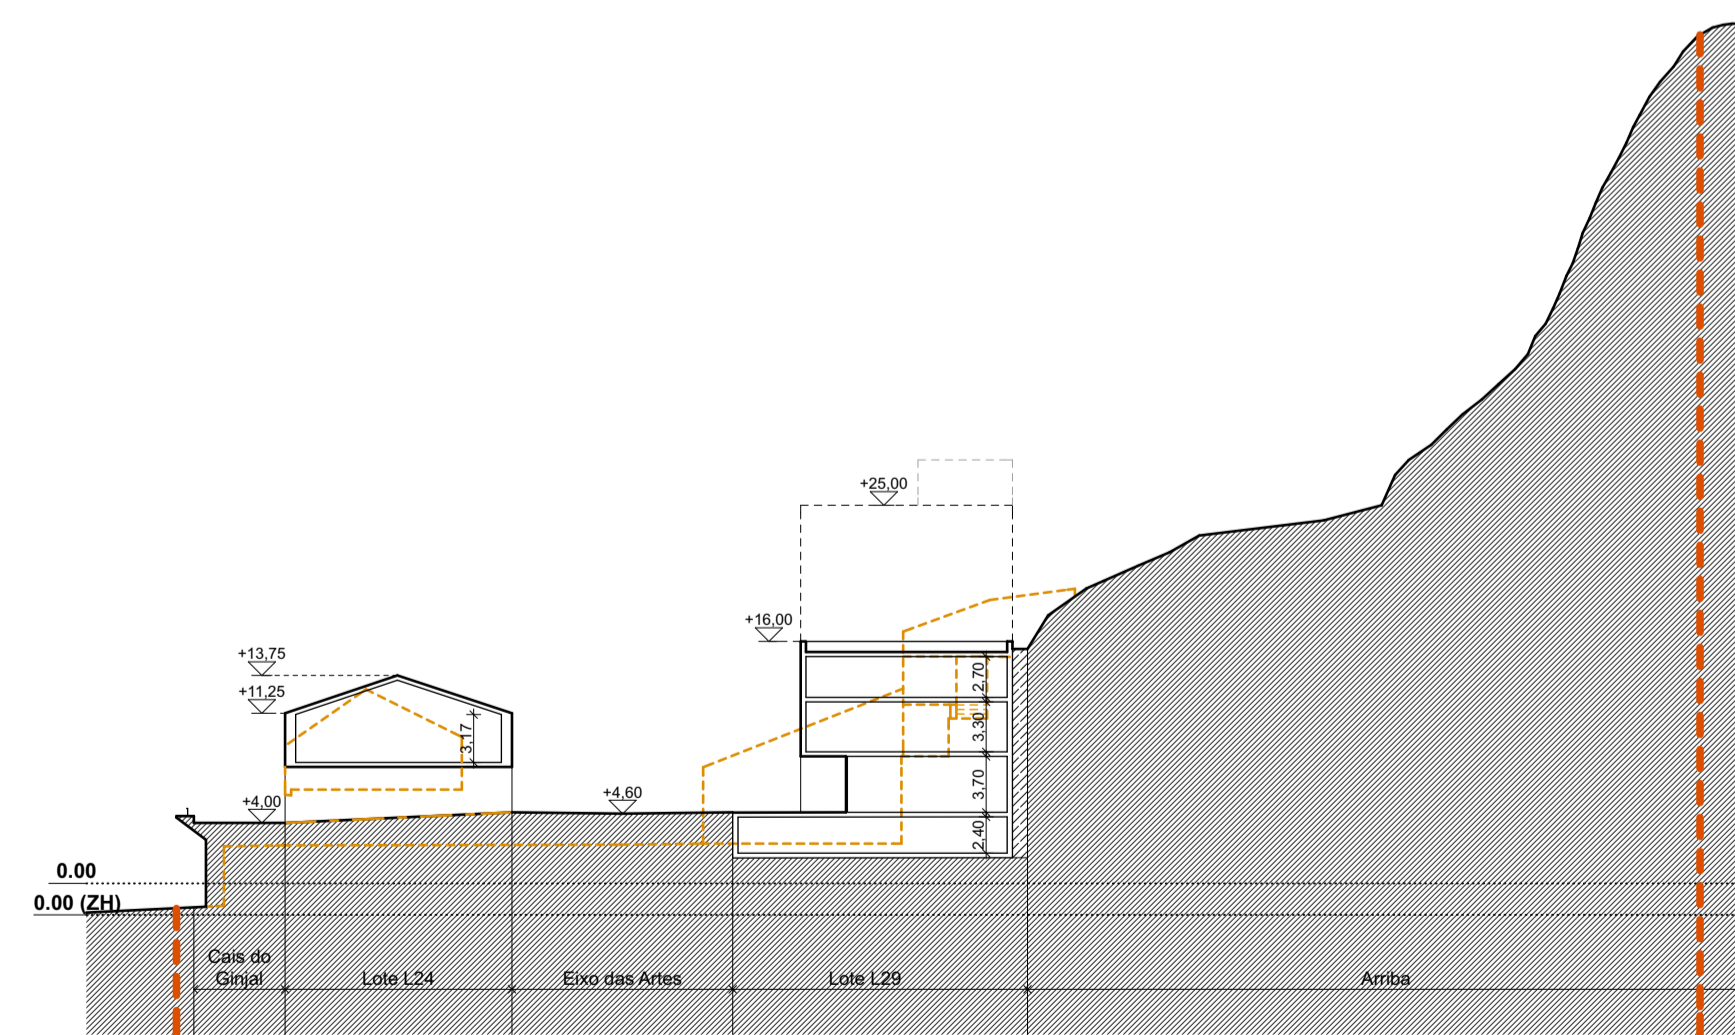 +25,00
+16,00
+13,75
+11,25
2,70
3,30
3,17
3,70
+4,00
+4,60
2,40
0.00
0.00 (ZH)
Cais do
Ginjal
Lote L24
Eixo das Artes
Lote L29
Arriba